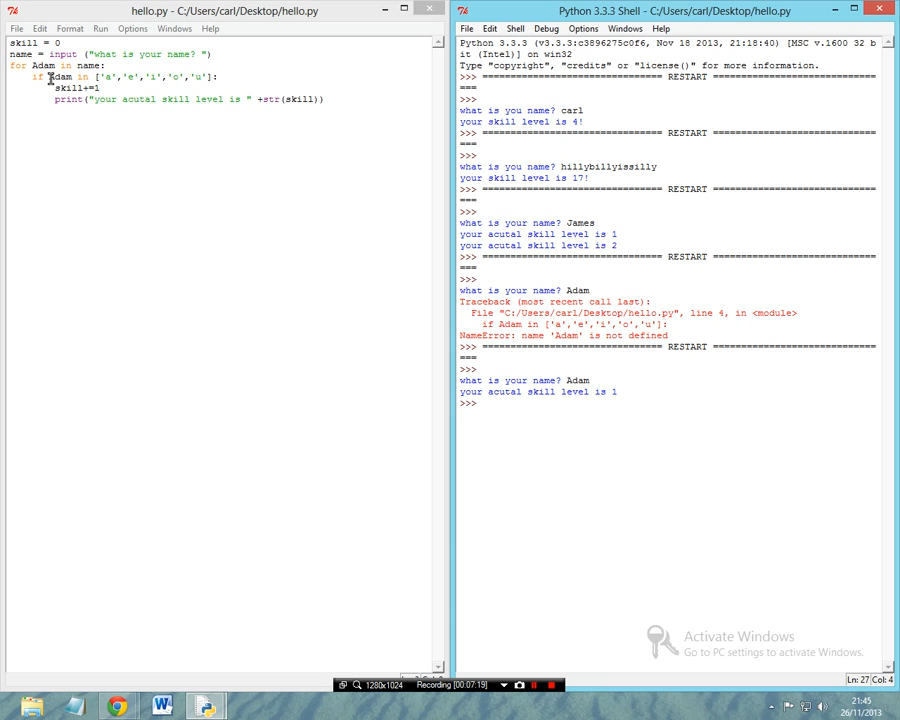 hello.py - C:/Users/carl/Desktop/hello.py
File Edit Format Run Options Windows Help
skill = 0
name = input ("what is your name? ")
for Adam in name:
if Adam in ['a','e','i','o','u']:
skill+=1
print("your acutal skill level is " +str(skill))
Python 3.3.3 Shell - C:/Users/carl/Desktop/hello.py
File Edit Shell Debug Options Windows Help
Python 3.3.3 (v3.3.3:c3896275c0f6, Nov 18 2013, 21:18:40) [MSC v.1600 32 b
it (Intel)] on win32
Type "copyright", "credits" or "license()" for more information.
>>> ================================ RESTART ================================
===
>>>
what is you name? carl
your skill level is 4!
>>> ================================ RESTART ================================
===
>>>
what is you name? hillybillyissilly
your skill level is 17!
>>> ================================ RESTART ================================
===
>>>
what is your name? James
your acutal skill level is 1
your acutal skill level is 2
>>> ================================ RESTART ================================
===
>>>
what is your name? Adam
Traceback (most recent call last):
File "C:/Users/carl/Desktop/hello.py", line 4, in <module>
if Adam in ['a','e','i','o','u']:
NameError: name 'Adam' is not defined
>>> ================================ RESTART ================================
===
>>>
what is your name? Adam
your acutal skill level is 1
>>>
Activate Windows
Go to PC settings to activate Windows.
Ln: 27 Col: 4
1280x1024 Recording [00:07:19]
21:45
26/11/2013